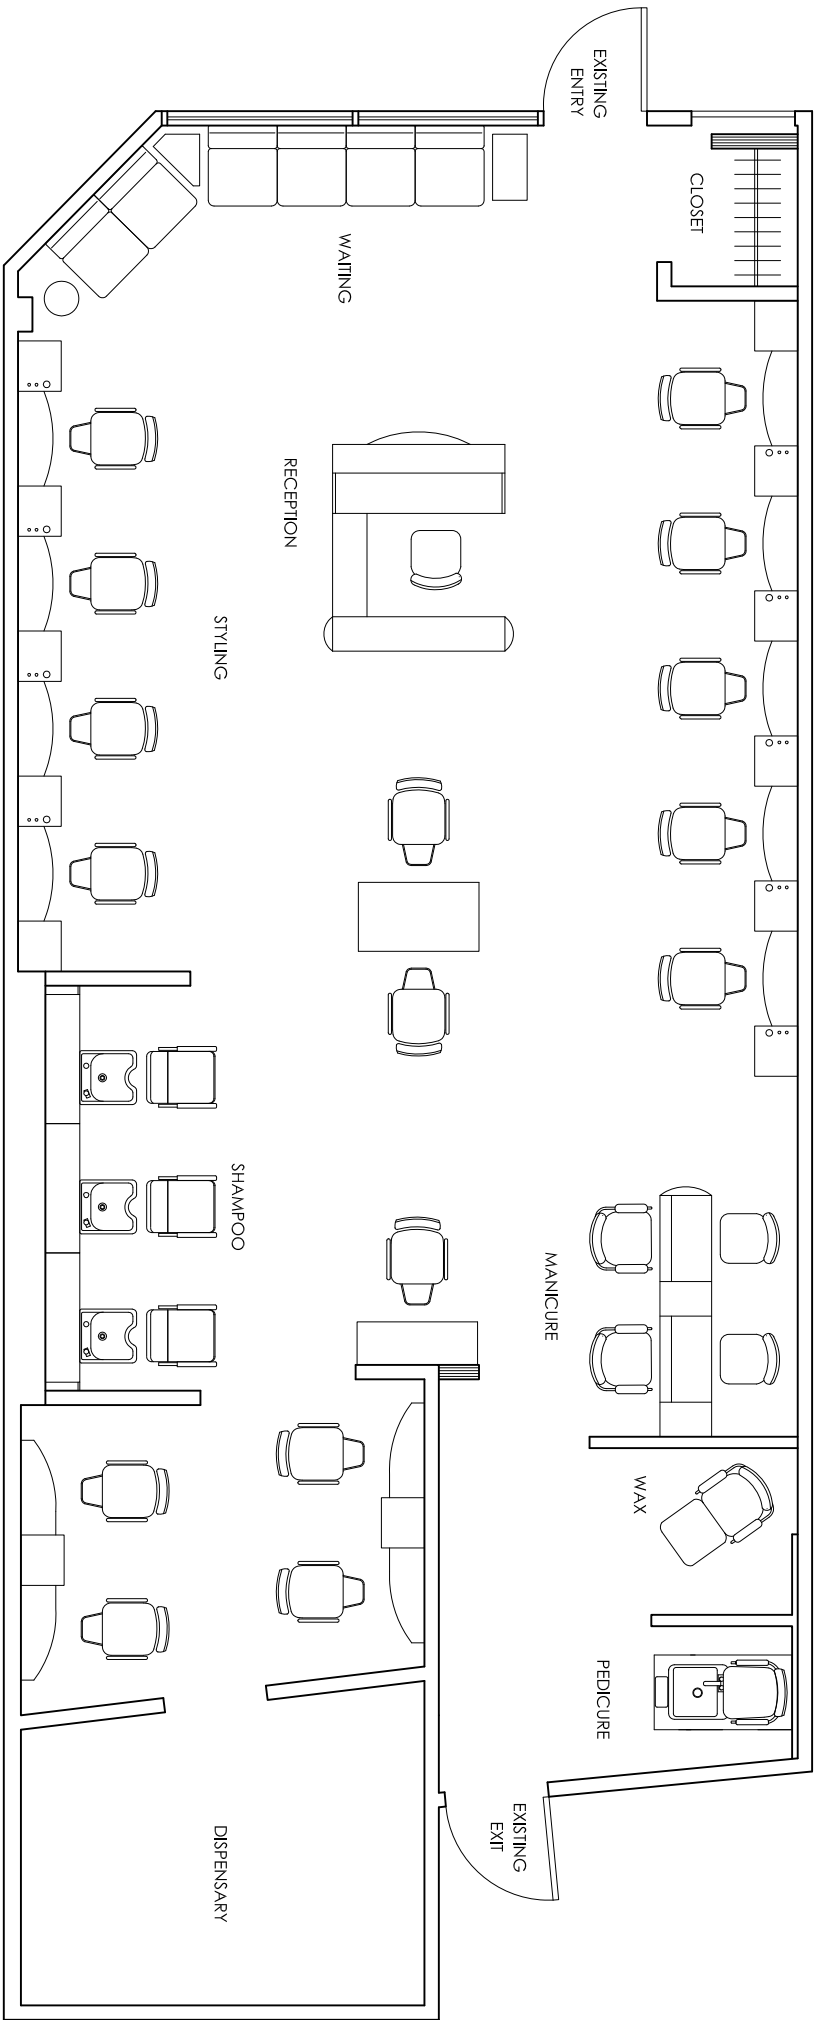 EXISTING
ENTRY
CLOSET
WAITING
RECEPTION
STYLING
SHAMPOO
MANICURE
WAX
PEDICURE
EXISTING
EXIT
DISPENSARY